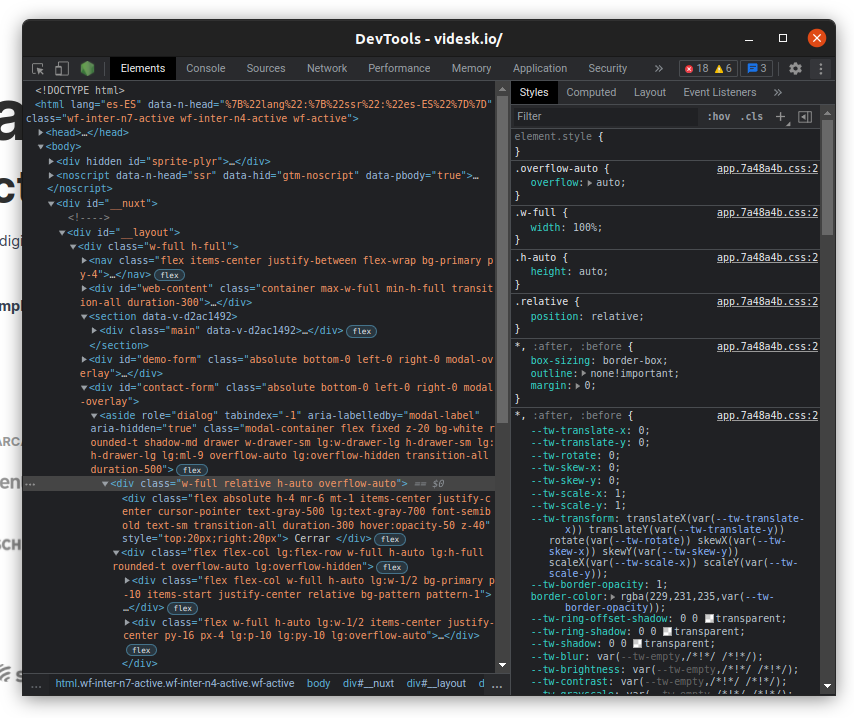 DevTools - videsk.io/
Elements Console Sources Network Performance Memory Application Security » 18 6 3
<!DOCTYPE html>
<html lang="es-ES" data-n-head="%7B%22lang%22:%7B%22ssr%22:%22es-ES%22%7D%7D"
class="wf-inter-n7-active wf-inter-n4-active wf-active">
<head>…</head>
<body>
<div hidden id="sprite-plyr">…</div>
<noscript data-n-head="ssr" data-hid="gtm-noscript" data-pbody="true">…
</noscript>
<div id="__nuxt">
<!---->
<div id="__layout">
<div class="w-full h-full">
<nav class="flex items-center justify-between flex-wrap bg-primary p
y-4">…</nav> flex
<div id="web-content" class="container max-w-full min-h-full transit
ion-all duration-300">…</div>
<section data-v-d2ac1492>
<div class="main" data-v-d2ac1492>…</div> flex
</section>
<div id="demo-form" class="absolute bottom-0 left-0 right-0 modal-ov
erlay">…</div>
<div id="contact-form" class="absolute bottom-0 left-0 right-0 modal
-overlay">
<aside role="dialog" tabindex="-1" aria-labelledby="modal-label"
aria-hidden="true" class="modal-container flex fixed z-20 bg-white r
ounded-t shadow-md drawer w-drawer-sm lg:w-drawer-lg h-drawer-sm lg:
h-drawer-lg lg:ml-9 overflow-auto lg:overflow-hidden transition-all
duration-500"> flex
… <div class="w-full relative h-auto overflow-auto"> == $0
<div class="flex absolute h-4 mr-6 mt-1 items-center justify-c
enter cursor-pointer text-gray-500 lg:text-gray-700 font-semib
old text-sm transition-all duration-300 hover:opacity-50 z-40"
style="top:20px;right:20px"> Cerrar </div> flex
<div class="flex flex-col lg:flex-row w-full h-auto lg:h-full
rounded-t overflow-auto lg:overflow-hidden"> flex
<div class="flex flex-col w-full h-auto lg:w-1/2 bg-primary p
-10 items-start justify-center relative bg-pattern pattern-1">
…</div> flex
<div class="flex w-full h-auto lg:w-1/2 items-center justify-
center py-16 px-4 lg:p-10 lg:py-10 lg:overflow-auto">…</div>
flex
</div>
… html.wf-inter-n7-active.wf-inter-n4-active.wf-active body div#__nuxt div#__layout d …
Styles Computed Layout Event Listeners »
Filter :hov .cls +
element.style {
}
.overflow-auto { app.7a48a4b.css:2
overflow: auto;
}
.w-full { app.7a48a4b.css:2
width: 100%;
}
.h-auto { app.7a48a4b.css:2
height: auto;
}
.relative { app.7a48a4b.css:2
position: relative;
}
*, :after, :before { app.7a48a4b.css:2
box-sizing: border-box;
outline: none!important;
margin: 0;
}
*, :after, :before { app.7a48a4b.css:2
--tw-translate-x: 0;
--tw-translate-y: 0;
--tw-rotate: 0;
--tw-skew-x: 0;
--tw-skew-y: 0;
--tw-scale-x: 1;
--tw-scale-y: 1;
--tw-transform: translateX(var(--tw-translate-
x)) translateY(var(--tw-translate-y))
rotate(var(--tw-rotate)) skewX(var(--tw-
skew-x)) skewY(var(--tw-skew-y))
scaleX(var(--tw-scale-x)) scaleY(var(--tw-
scale-y));
--tw-border-opacity: 1;
border-color: rgba(229,231,235,var(--tw-
border-opacity));
--tw-ring-offset-shadow: 0 0 transparent;
--tw-ring-shadow: 0 0 transparent;
--tw-shadow: 0 0 transparent;
--tw-blur: var(--tw-empty,/*!*/ /*!*/);
--tw-brightness: var(--tw-empty,/*!*/ /*!*/);
--tw-contrast: var(--tw-empty,/*!*/ /*!*/);
--tw-grayscale: var(--tw-empty,/*!*/ /*!*/);